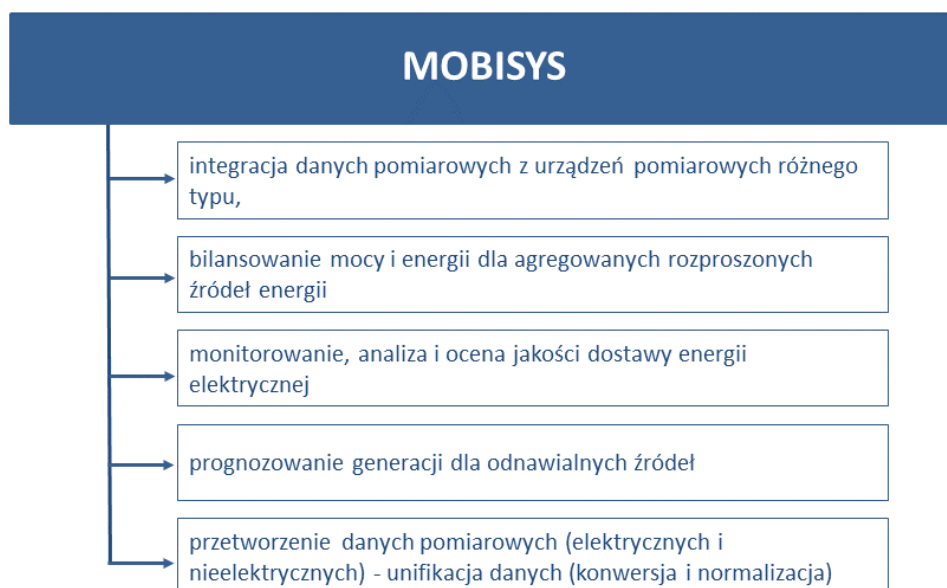 MOBISYS
integracja danych pomiarowych z urządzeń pomiarowych różnego
typu,
bilansowanie mocy i energii dla agregowanych rozproszonych
źródeł energii
monitorowanie, analiza i ocena jakości dostawy energii
elektrycznej
prognozowanie generacji dla odnawialnych źródeł
przetworzenie danych pomiarowych (elektrycznych i
nieelektrycznych) - unifikacja danych (konwersja i normalizacja)